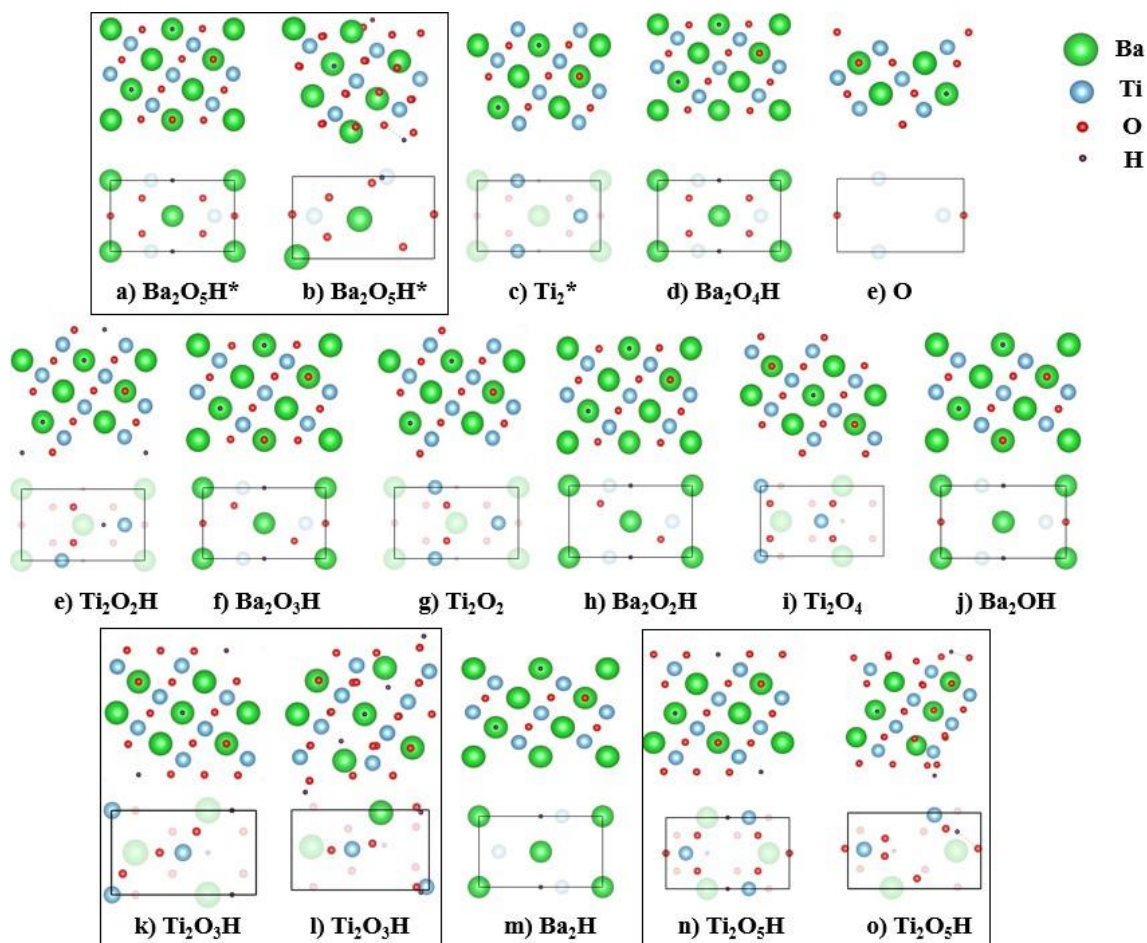 Ba
Ti
O
H
a) Ba₂O₅H* b) Ba₂O₅H* c) Ti₂* d) Ba₂O₄H e) O
e) Ti₂O₂H f) Ba₂O₃H g) Ti₂O₂ h) Ba₂O₂H i) Ti₂O₄ j) Ba₂OH
k) Ti₂O₃H l) Ti₂O₃H m) Ba₂H n) Ti₂O₅H o) Ti₂O₅H